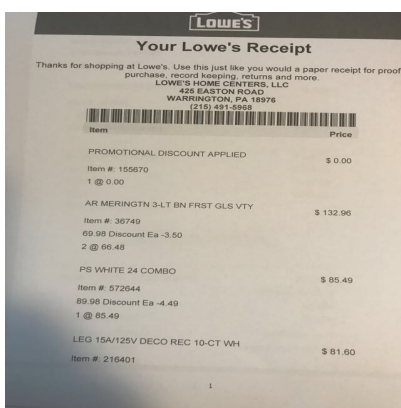 LOWE'S
Your Lowe's Receipt
Thanks for shopping at Lowe's. Use this just like you would a paper receipt for proof
purchase, record keeping, returns and more.
LOWE'S HOME CENTERS, LLC
425 EASTON ROAD
WARRINGTON, PA 18976
(215) 491-5968
Item Price
PROMOTIONAL DISCOUNT APPLIED $ 0.00
Item #: 155670
1 @ 0.00
AR MERINGTN 3-LT BN FRST GLS VTY $ 132.96
Item #: 36749
69.98 Discount Ea -3.50
2 @ 66.48
PS WHITE 24 COMBO $ 85.49
Item #: 572644
89.98 Discount Ea -4.49
1 @ 85.49
LEG 15A/125V DECO REC 10-CT WH $ 81.60
Item #: 216401
1